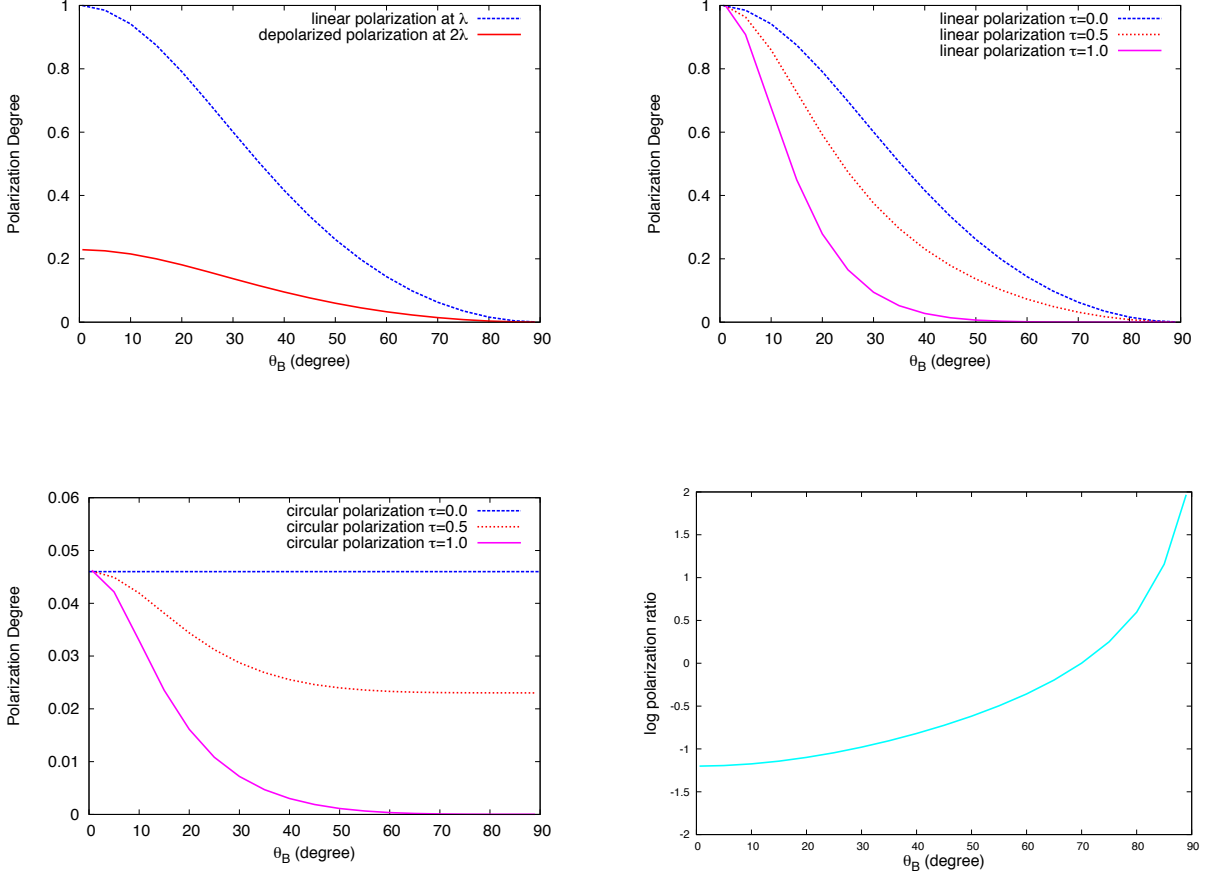 linear polarization at λ
depolarized polarization at 2λ
Polarization Degree
1
0.8
0.6
0.4
0.2
0
0 10 20 30 40 50 60 70 80 90
θB (degree)
linear polarization τ=0.0
linear polarization τ=0.5
linear polarization τ=1.0
Polarization Degree
1
0.8
0.6
0.4
0.2
0
0 10 20 30 40 50 60 70 80 90
θB (degree)
circular polarization τ=0.0
circular polarization τ=0.5
circular polarization τ=1.0
Polarization Degree
0.06
0.05
0.04
0.03
0.02
0.01
0
0 10 20 30 40 50 60 70 80 90
θB (degree)
log polarization ratio
2
1.5
1
0.5
0
-0.5
-1
-1.5
-2
0 10 20 30 40 50 60 70 80 90
θB (degree)